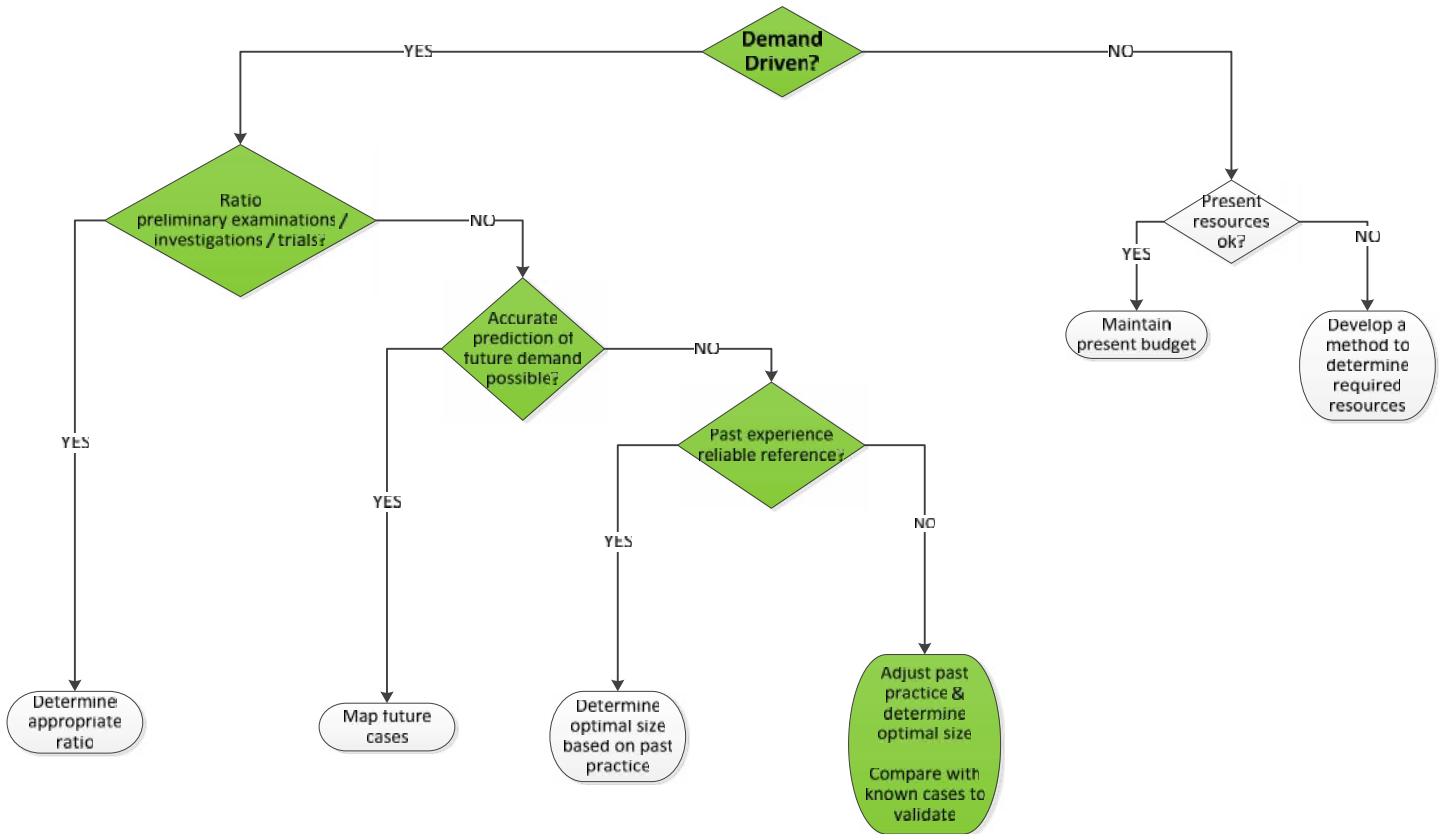 Demand
Driven?
YES
NO
Ratio
preliminary examinations /
investigations / trials?
NO
YES
Present
resources
ok?
YES
NO
Maintain
present budget
Develop a
method to
determine
required
resources
Accurate
prediction of
future demand
possible?
NO
YES
Past experience
reliable reference?
YES
NO
Determine
appropriate
ratio
Map future
cases
Determine
optimal size
based on past
practice
Adjust past
practice &
determine
optimal size
Compare with
known cases to
validate